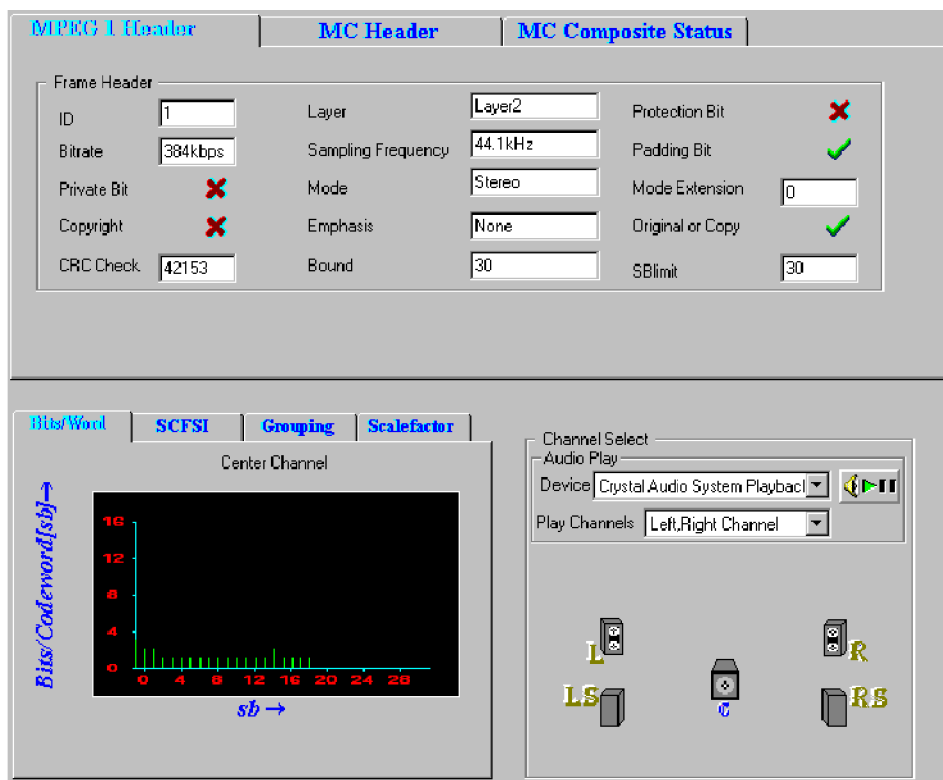 MPEG 1 Header MC Header MC Composite Status
Frame Header
ID 1 Layer Layer2 Protection Bit
Bitrate 384kbps Sampling Frequency 44.1kHz Padding Bit
Private Bit Mode Stereo Mode Extension 0
Copyright Emphasis None Original or Copy
CRC Check 42153 Bound 30 SBlimit 30
Bits/Word SCFSI Grouping Scalefactor
Center Channel
Bits/Codeword[sb]→
16
12
8
4
0
0 4 8 12 16 20 24 28
sb →
Channel Select
Audio Play
Device Crystal Audio System Playbacl
Play Channels Left,Right Channel
L R
LS C RS